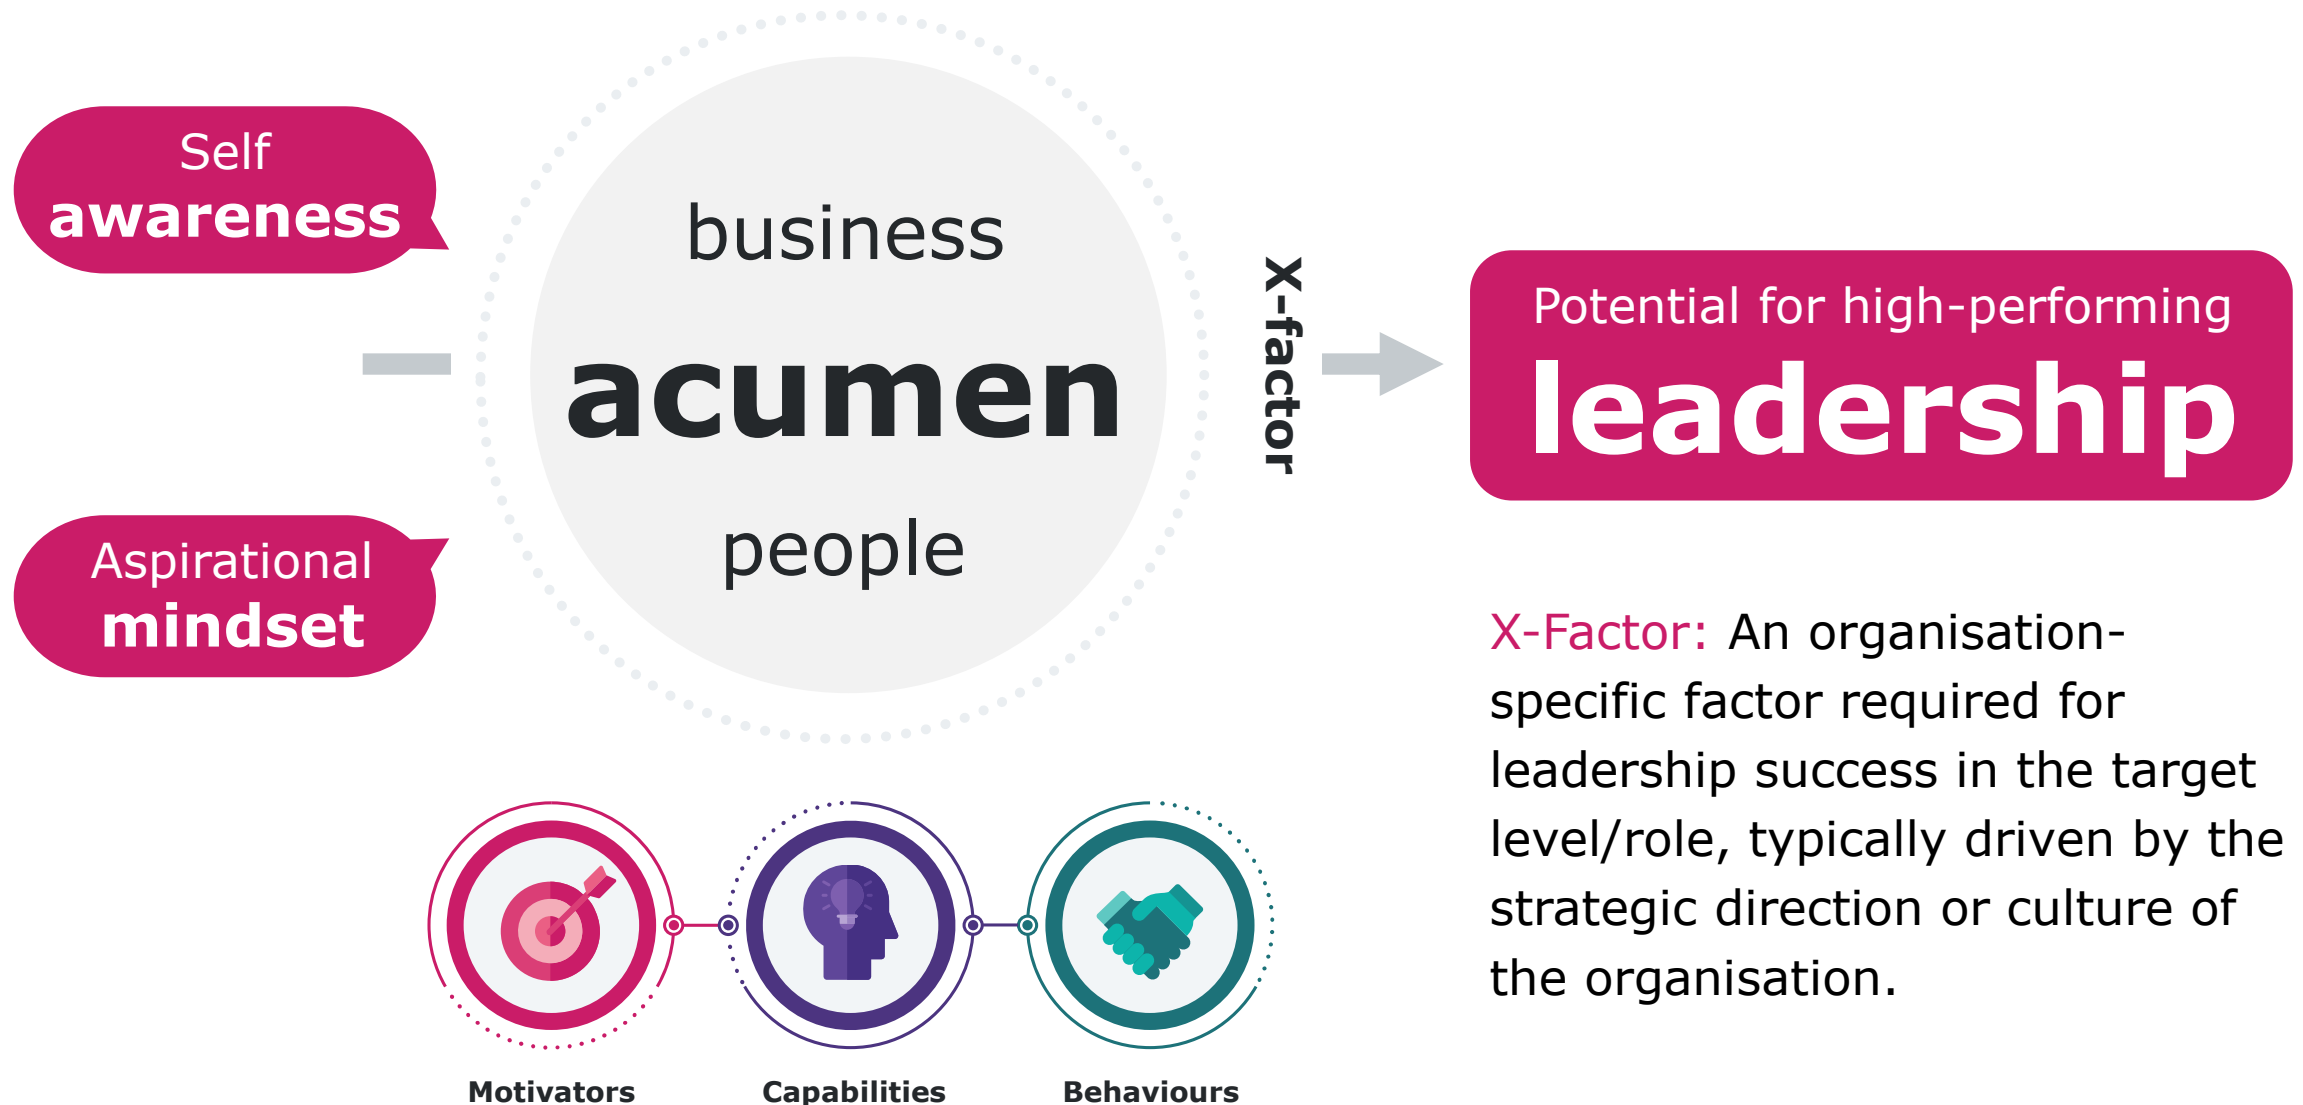 Self
awareness
Aspirational
mindset
business
acumen
people
X-factor
Potential for high-performing
leadership
X-Factor: An organisation-
specific factor required for
leadership success in the target
level/role, typically driven by the
strategic direction or culture of
the organisation.
Motivators
Capabilities
Behaviours